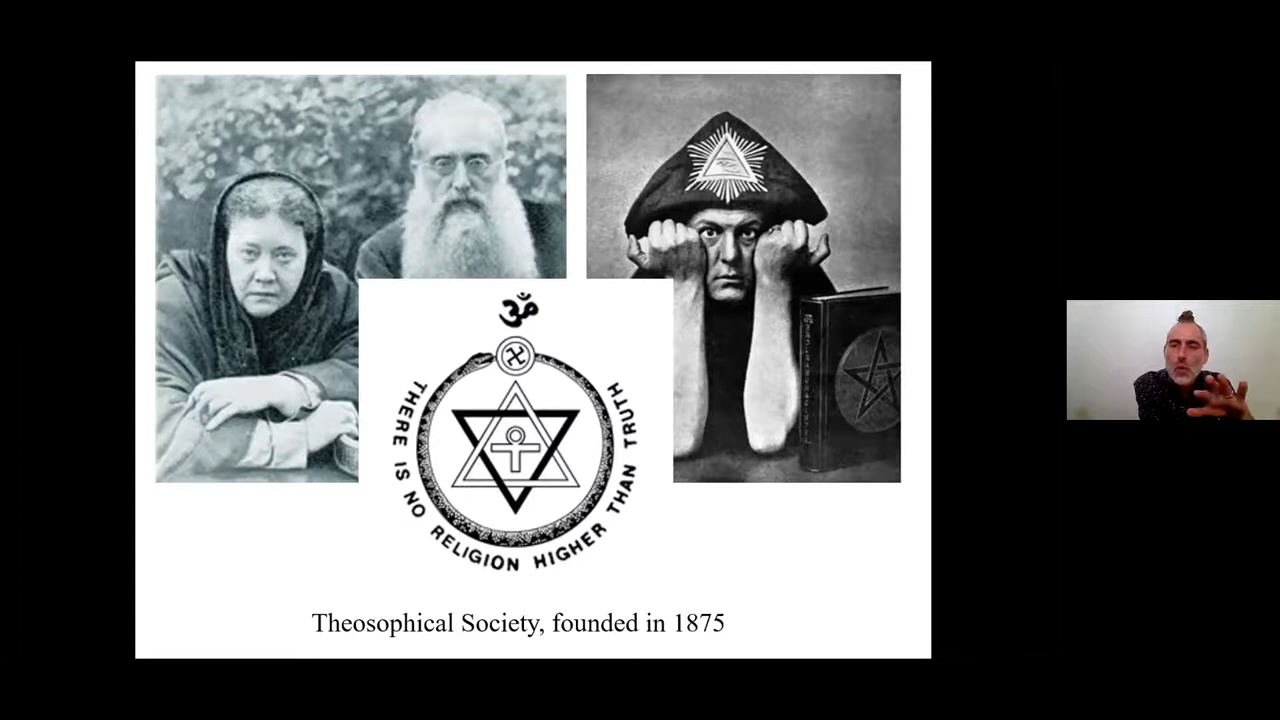 ॐ
THERE IS NO RELIGION HIGHER THAN TRUTH
Theosophical Society, founded in 1875